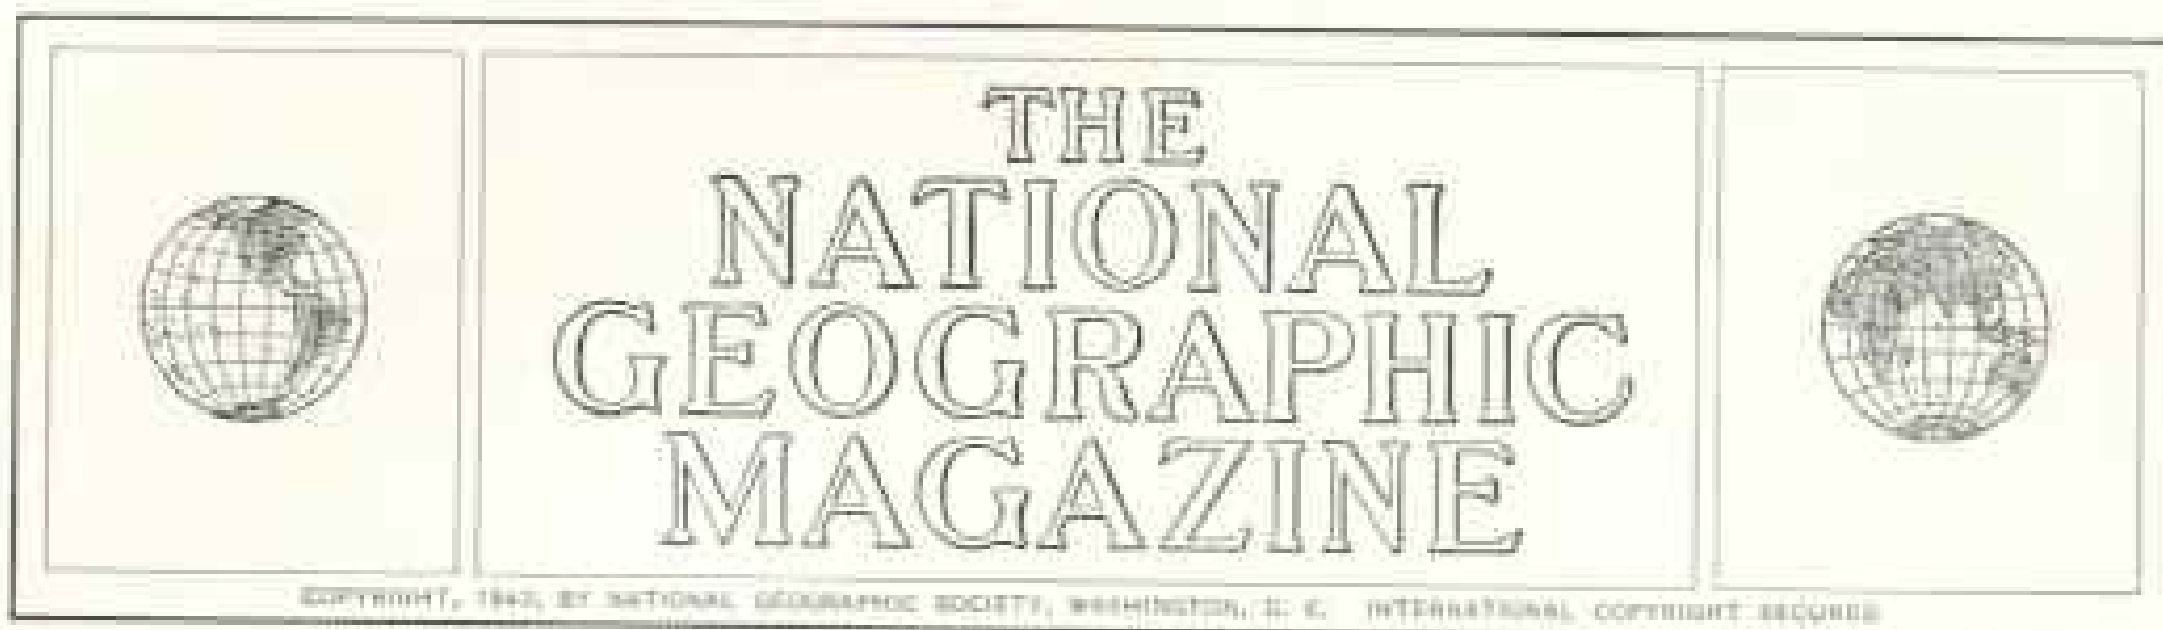 THE
NATIONAL
GEOGRAPHIC
MAGAZINE
COPYRIGHT, BY NATIONAL GEOGRAPHIC SOCIETY, WASHINGTON, D. C. INTERNATIONAL COPYRIGHT SECURED